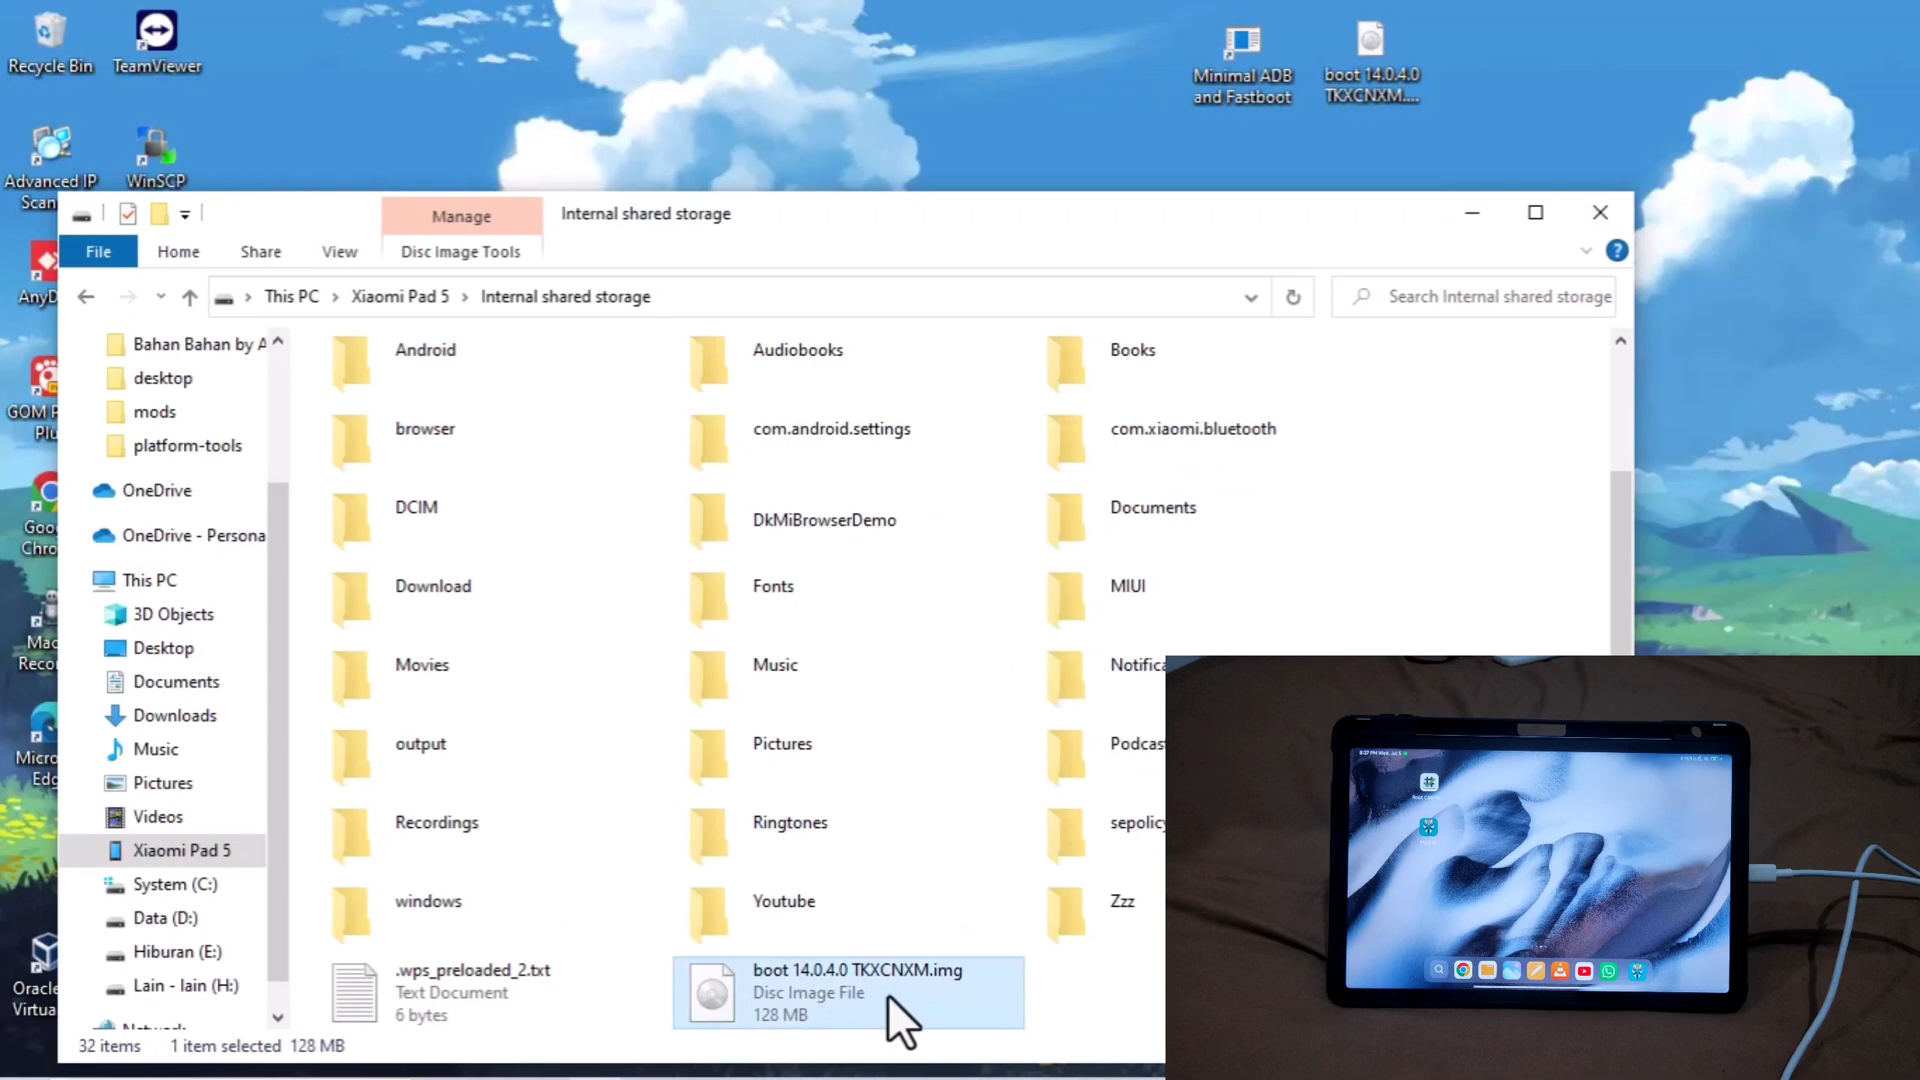 Recycle Bin
TeamViewer
Minimal ADB
and Fastboot
boot 14.0.4.0
TKXCNXM....
Advanced IP
Scan
WinSCP
Manage
Internal shared storage
File
Home
Share
View
Disc Image Tools
This PC
Xiaomi Pad 5
Internal shared storage
Search Internal shared storage
AnyD
GOM P
Plu
Goo
Chro
Mac
Reco
Micro
Edg
Oracle
Virtua
Bahan Bahan by A
desktop
mods
platform-tools
OneDrive
OneDrive - Persona
This PC
3D Objects
Desktop
Documents
Downloads
Music
Pictures
Videos
Xiaomi Pad 5
System (C:)
Data (D:)
Hiburan (E:)
Lain - lain (H:)
Network
Android
Audiobooks
Books
browser
com.android.settings
com.xiaomi.bluetooth
DCIM
DkMiBrowserDemo
Documents
Download
Fonts
MIUI
Movies
Music
Notifica
output
Pictures
Podcas
Recordings
Ringtones
sepolicy
windows
Youtube
Zzz
.wps_preloaded_2.txt
Text Document
6 bytes
boot 14.0.4.0 TKXCNXM.img
Disc Image File
128 MB
32 items
1 item selected 128 MB